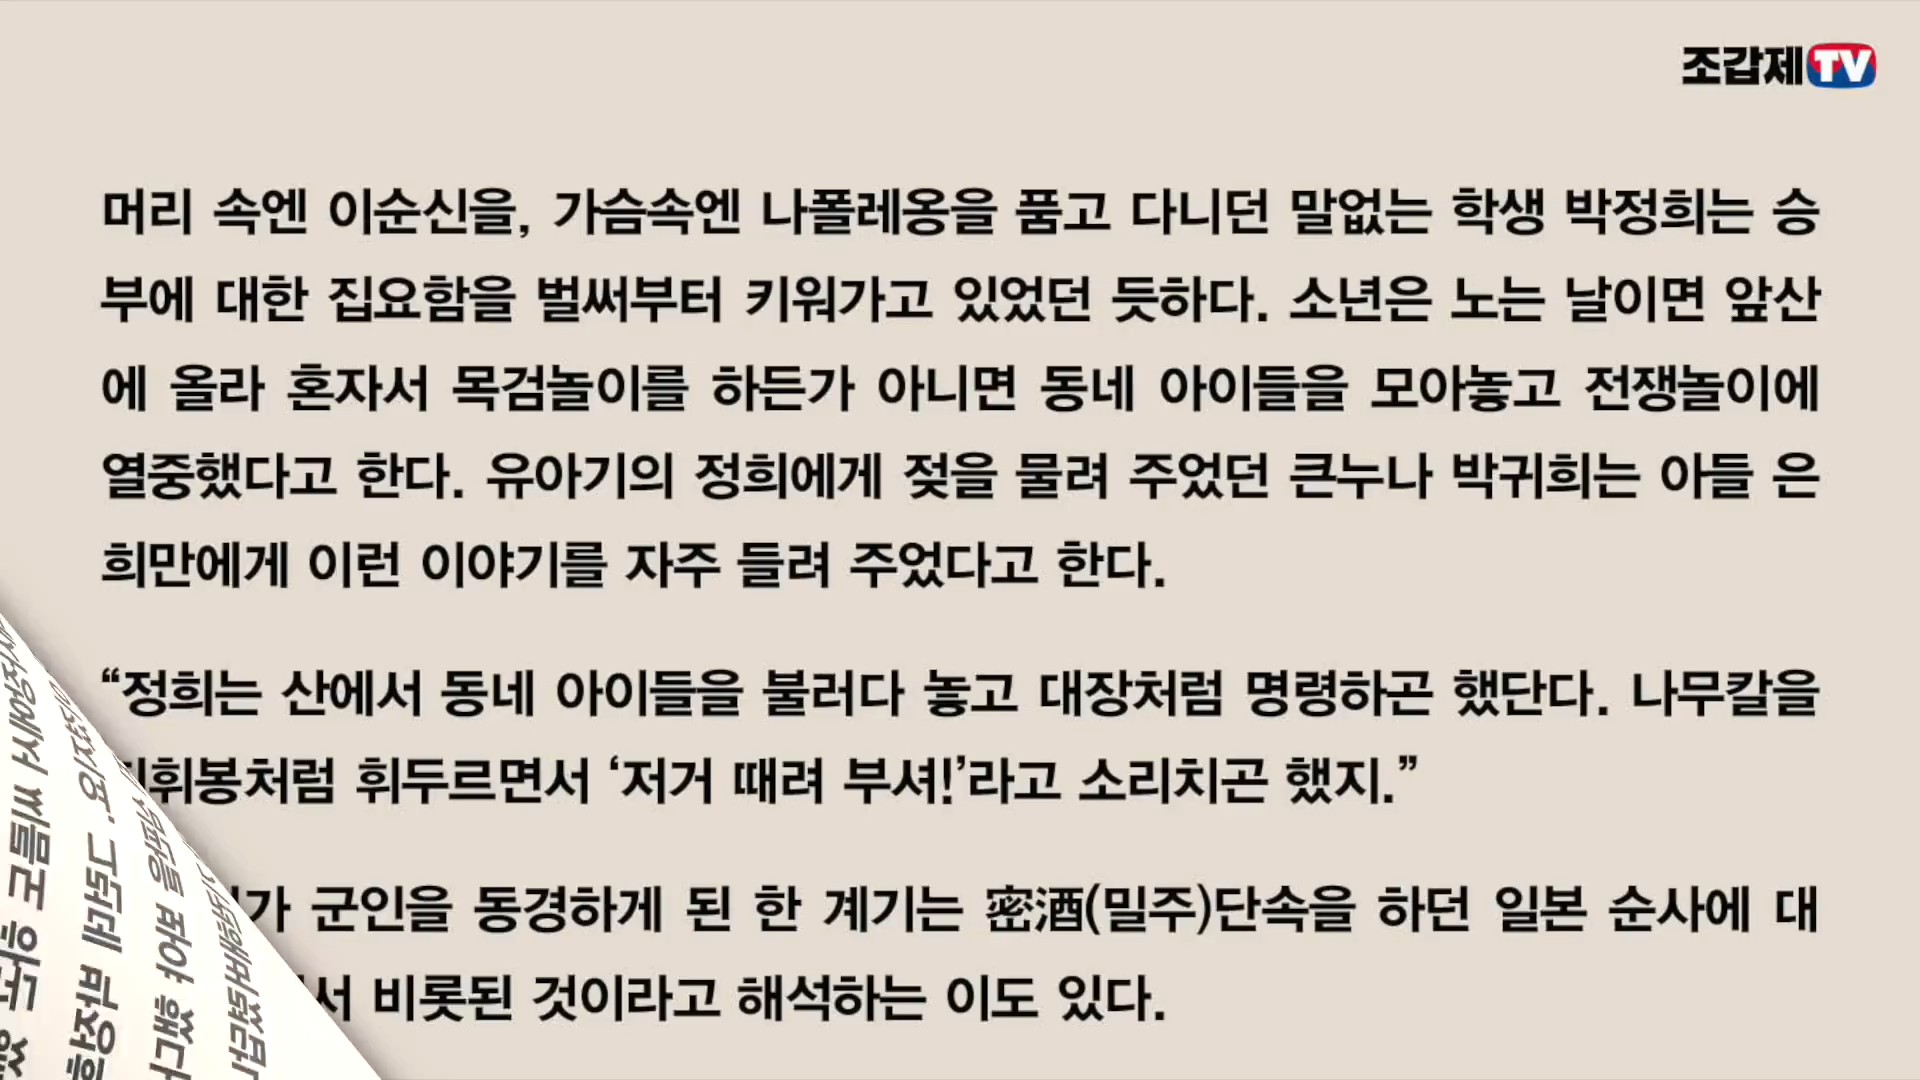 조갑제TV
머리 속엔 이순신을, 가슴속엔 나폴레옹을 품고 다니던 말없는 학생 박정희는 승
부에 대한 집요함을 벌써부터 키워가고 있었던 듯하다. 소년은 노는 날이면 앞산
에 올라 혼자서 목검놀이를 하든가 아니면 동네 아이들을 모아놓고 전쟁놀이에
열중했다고 한다. 유아기의 정희에게 젖을 물려 주었던 큰누나 박귀희는 아들 은
희만에게 이런 이야기를 자주 들려 주었다고 한다.
“정희는 산에서 동네 아이들을 불러다 놓고 대장처럼 명령하곤 했단다. 나무칼을
휘봉처럼 휘두르면서 ‘저거 때려 부셔!’라고 소리치곤 했지.”
가 군인을 동경하게 된 한 계기는 密酒(밀주)단속을 하던 일본 순사에 대
서 비롯된 것이라고 해석하는 이도 있다.